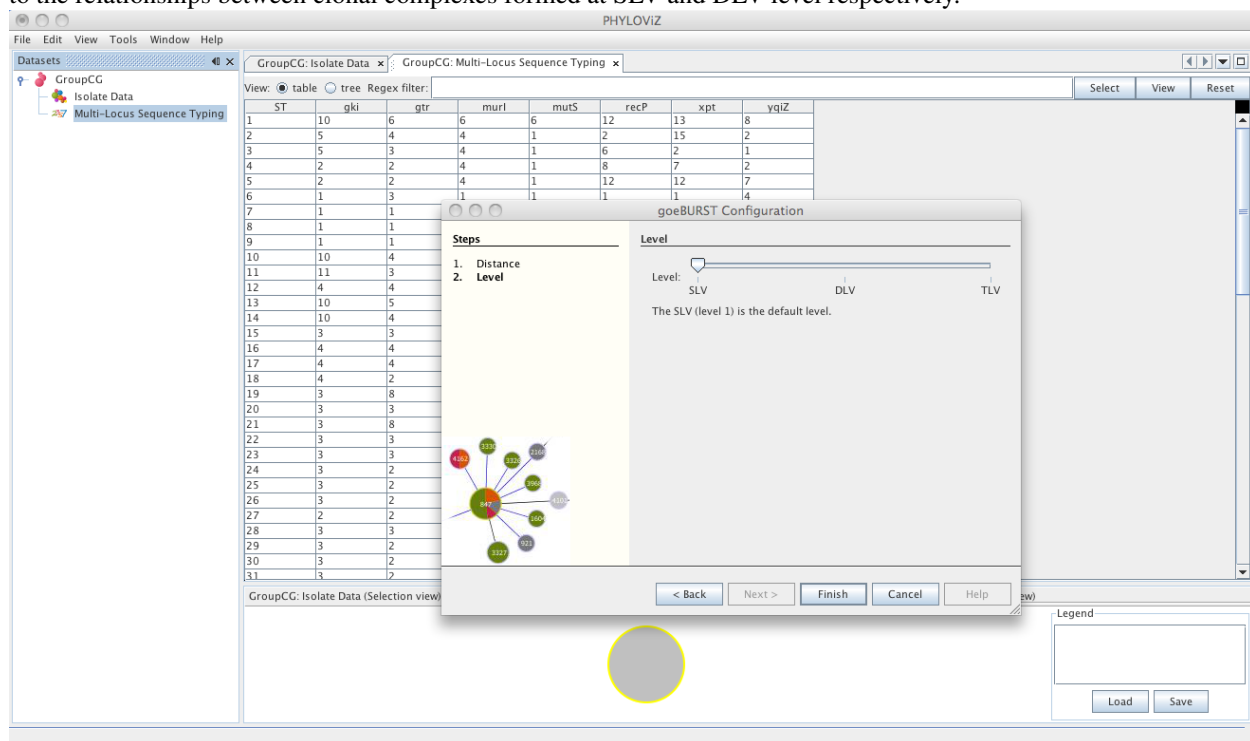 to the relationships between clonal complexes formed at SLV and DLV level respectively.
PHYLOViZ
File Edit View Tools Window Help
Datasets
GroupCG
Isolate Data
Multi-Locus Sequence Typing
GroupCG: Isolate Data GroupCG: Multi-Locus Sequence Typing
View: table tree Regex filter: Select View Reset
ST gki gtr murI mutS recP xpt yqiZ
1 10 6 6 6 12 13 8
2 5 4 4 1 2 15 2
3 5 3 4 1 6 2 1
4 2 2 4 1 8 7 2
5 2 2 4 1 12 12 7
6 1 3 1 1 1 1 4
7 1 1
8 1 1
9 1 1
10 10 4
11 11 3
12 4 4
13 10 5
14 10 4
15 3 3
16 4 4
17 4 4
18 4 2
19 3 8
20 3 3
21 3 8
22 3 3
23 3 3
24 3 2
25 3 2
26 3 2
27 2 2
28 3 3
29 3 2
30 3 2
31 3 2
goeBURST Configuration
Steps
1. Distance
2. Level
Level
Level:
SLV DLV TLV
The SLV (level 1) is the default level.
3330
4162
3326
2166
3968
847
1604
921
3327
< Back Next > Finish Cancel Help
GroupCG: Isolate Data (Selection view)
ew)
Legend
Load Save